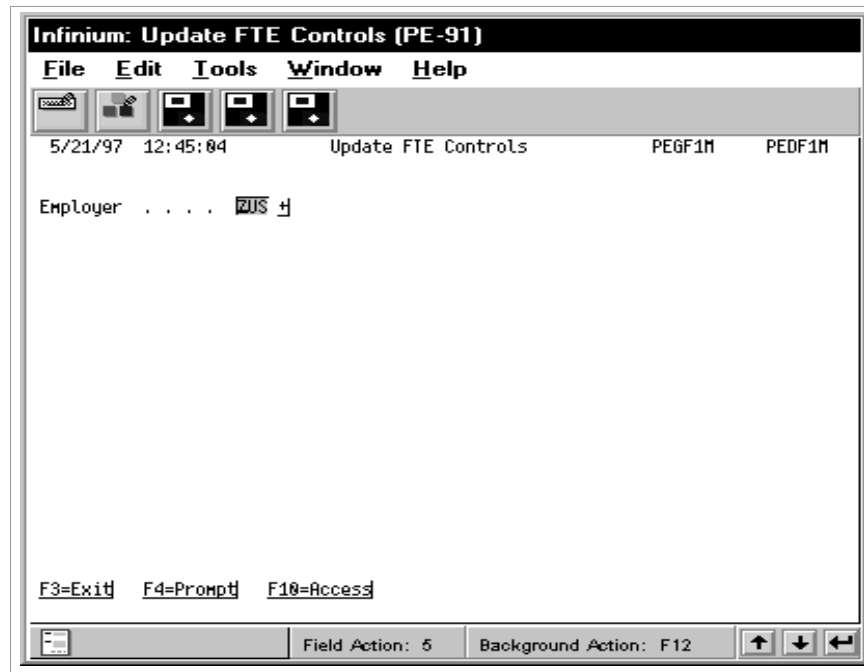 Infinium: Update FTE Controls (PE-91)
File Edit Tools Window Help
5/21/97 12:45:04 Update FTE Controls PEGF1M PEDF1M
Employer . . . . ZUS +
F3=Exit F4=Prompt F10=Access
Field Action: 5 Background Action: F12